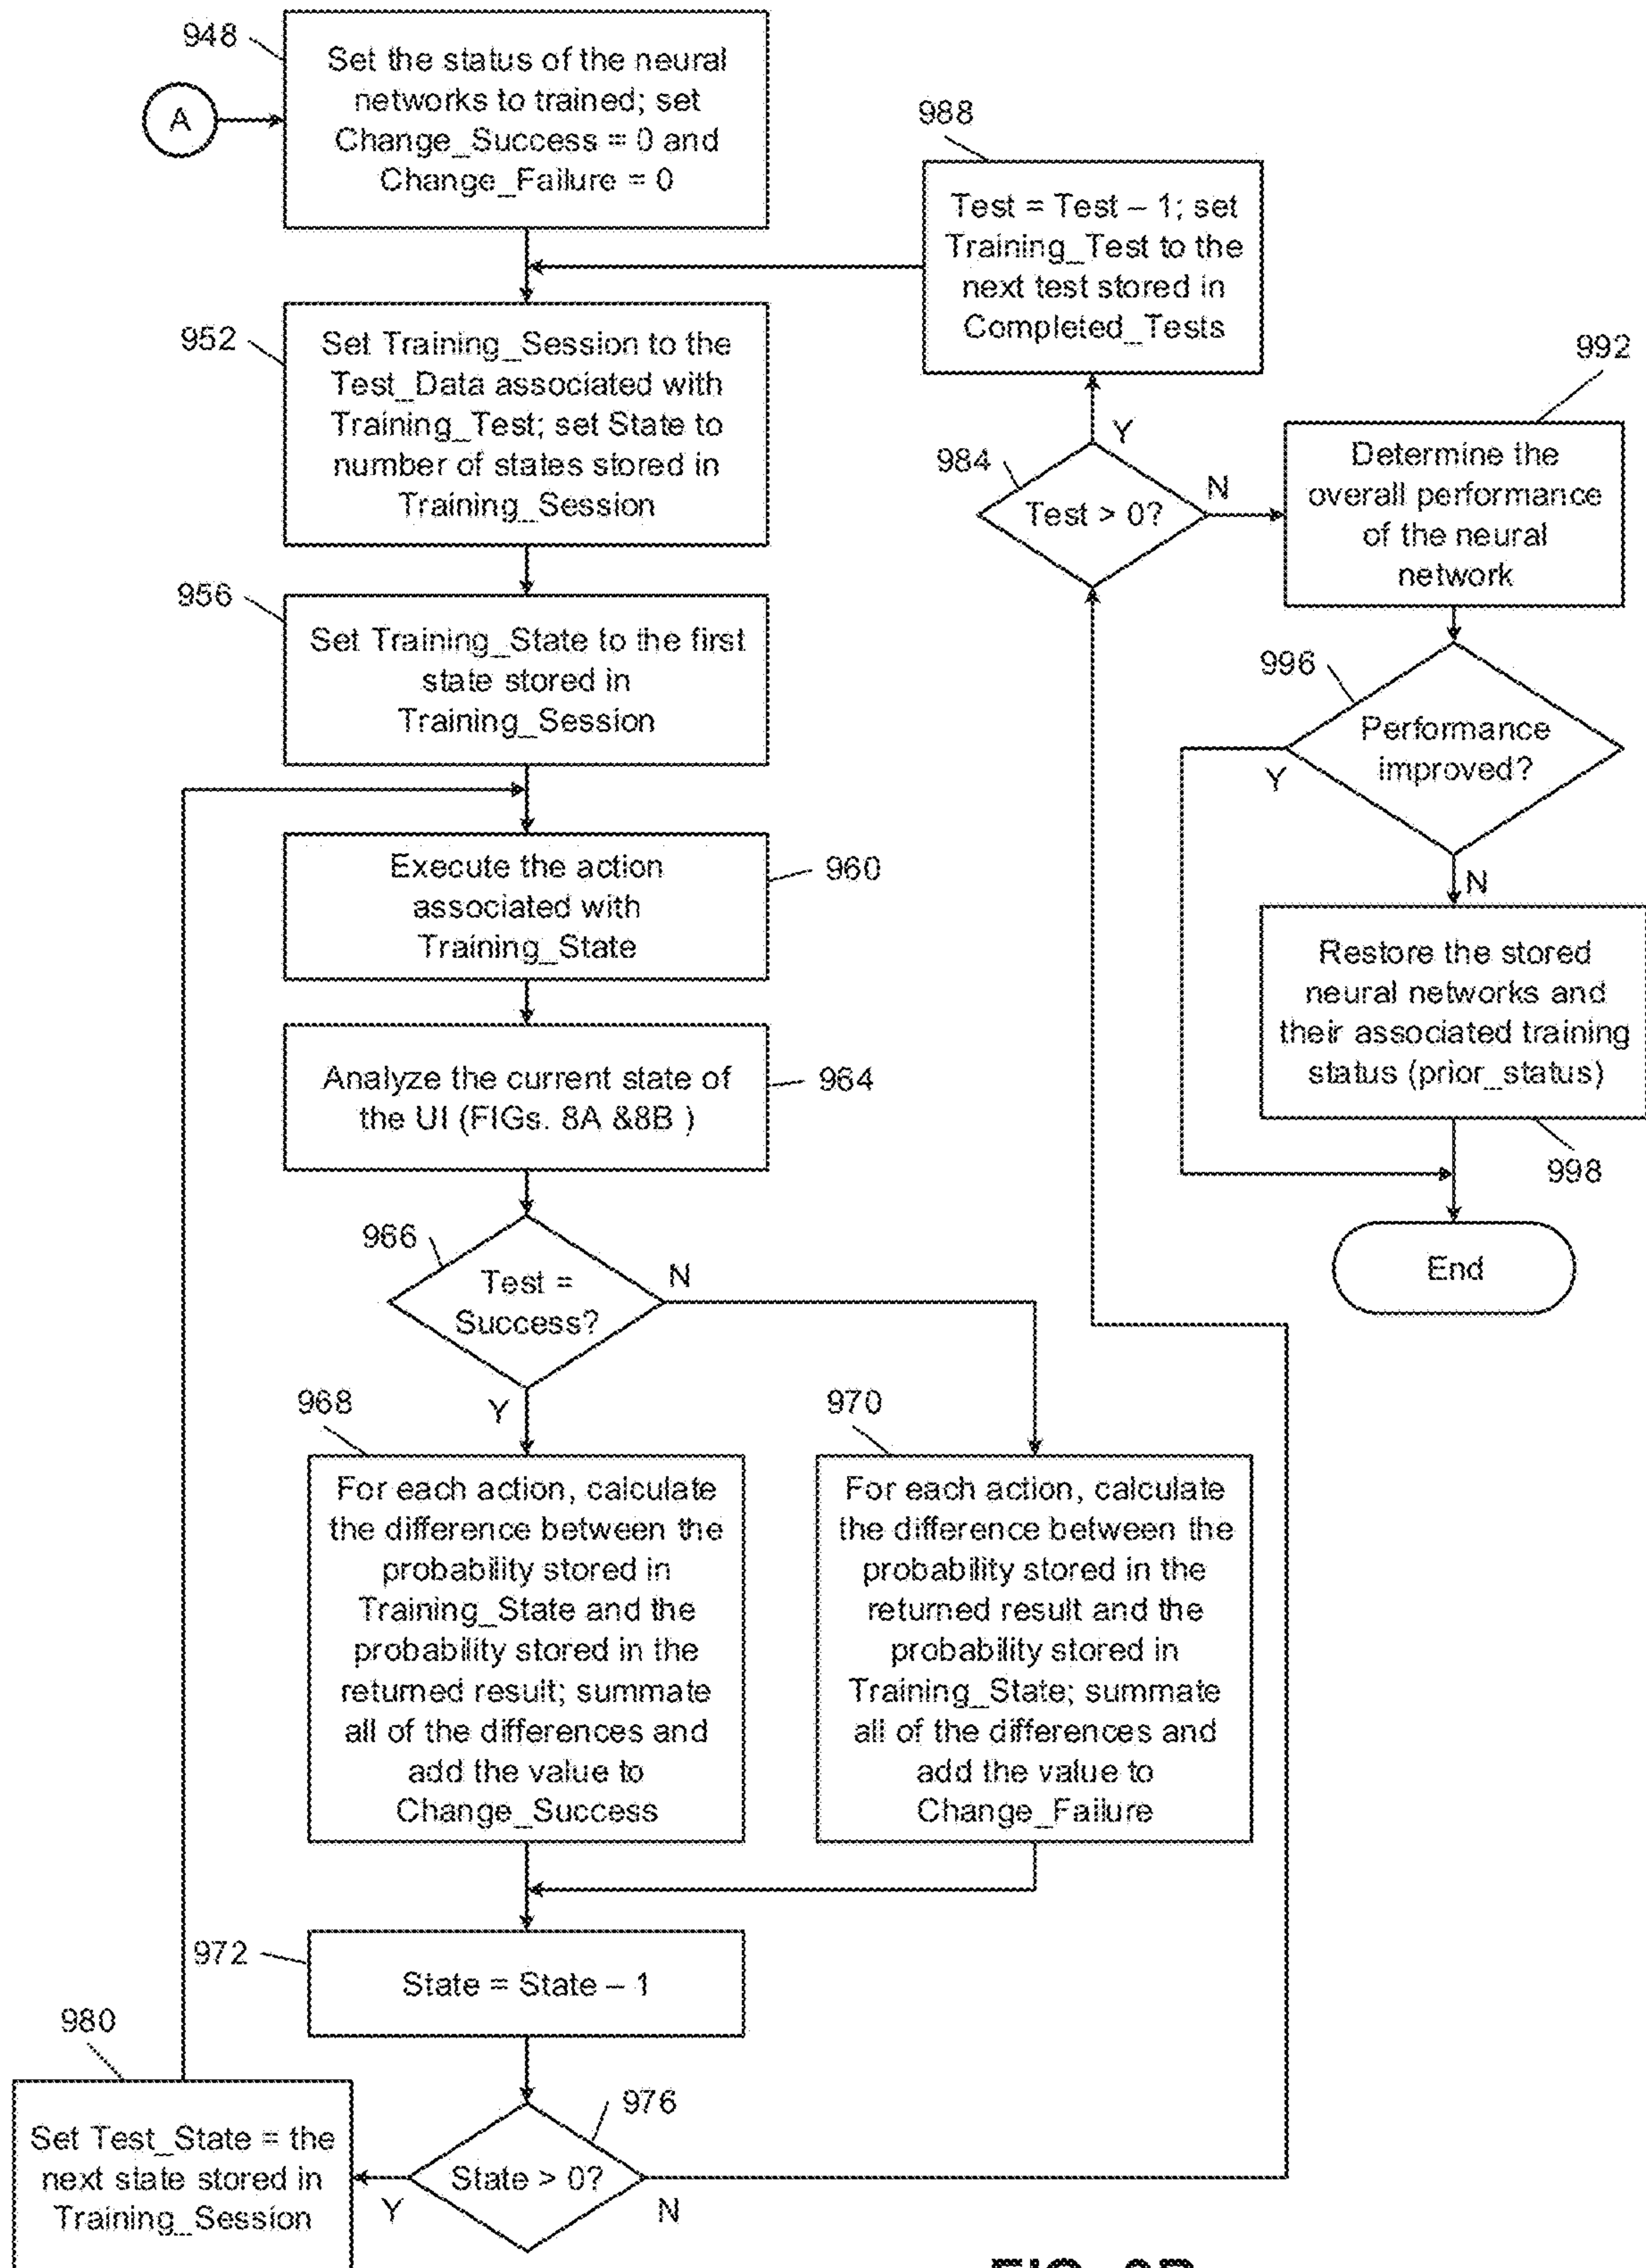 948
Set the status of the neural
networks to trained; set
Change_Success = 0 and
Change_Failure = 0
A
988
Test = Test – 1; set
Training_Test to the
next test stored in
Completed_Tests
952
Set Training_Session to the
Test_Data associated with
Training_Test; set State to
number of states stored in
Training_Session
984
Test > 0?
Y
N
992
Determine the
overall performance
of the neural
network
956
Set Training_State to the first
state stored in
Training_Session
996
Performance
improved?
Y
N
960
Execute the action
associated with
Training_State
Restore the stored
neural networks and
their associated training
status (prior_status)
998
964
Analyze the current state of
the UI (FIGs. 8A &8B )
End
966
Test =
Success?
N
Y
968
For each action, calculate
the difference between the
probability stored in
Training_State and the
probability stored in the
returned result; summate
all of the differences and
add the value to
Change_Success
970
For each action, calculate
the difference between the
probability stored in the
returned result and the
probability stored in
Training_State; summate
all of the differences and
add the value to
Change_Failure
972
State = State – 1
980
Set Test_State = the
next state stored in
Training_Session
976
State > 0?
Y
N